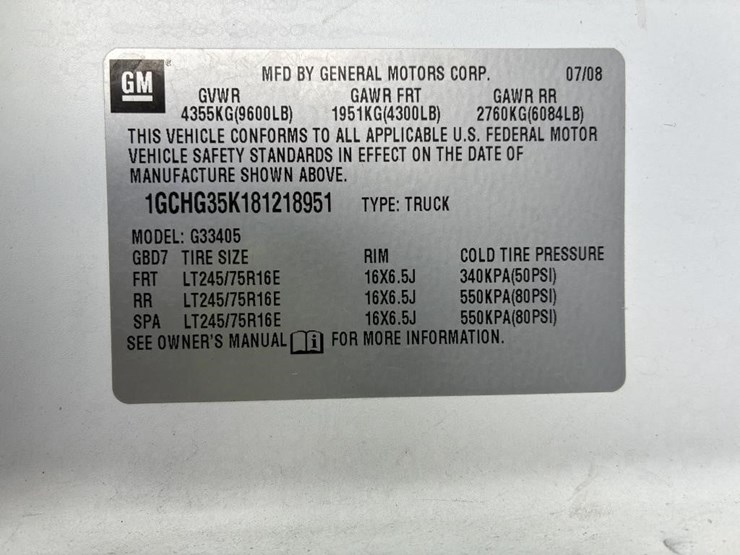 GM MFD BY GENERAL MOTORS CORP. 07/08
GVWR GAWR FRT GAWR RR
4355KG(9600LB) 1951KG(4300LB) 2760KG(6084LB)
THIS VEHICLE CONFORMS TO ALL APPLICABLE U.S. FEDERAL MOTOR
VEHICLE SAFETY STANDARDS IN EFFECT ON THE DATE OF
MANUFACTURE SHOWN ABOVE.
1GCHG35K181218951 TYPE: TRUCK
MODEL: G33405
GBD7 TIRE SIZE RIM COLD TIRE PRESSURE
FRT LT245/75R16E 16X6.5J 340KPA(50PSI)
RR LT245/75R16E 16X6.5J 550KPA(80PSI)
SPA LT245/75R16E 16X6.5J 550KPA(80PSI)
SEE OWNER'S MANUAL i FOR MORE INFORMATION.